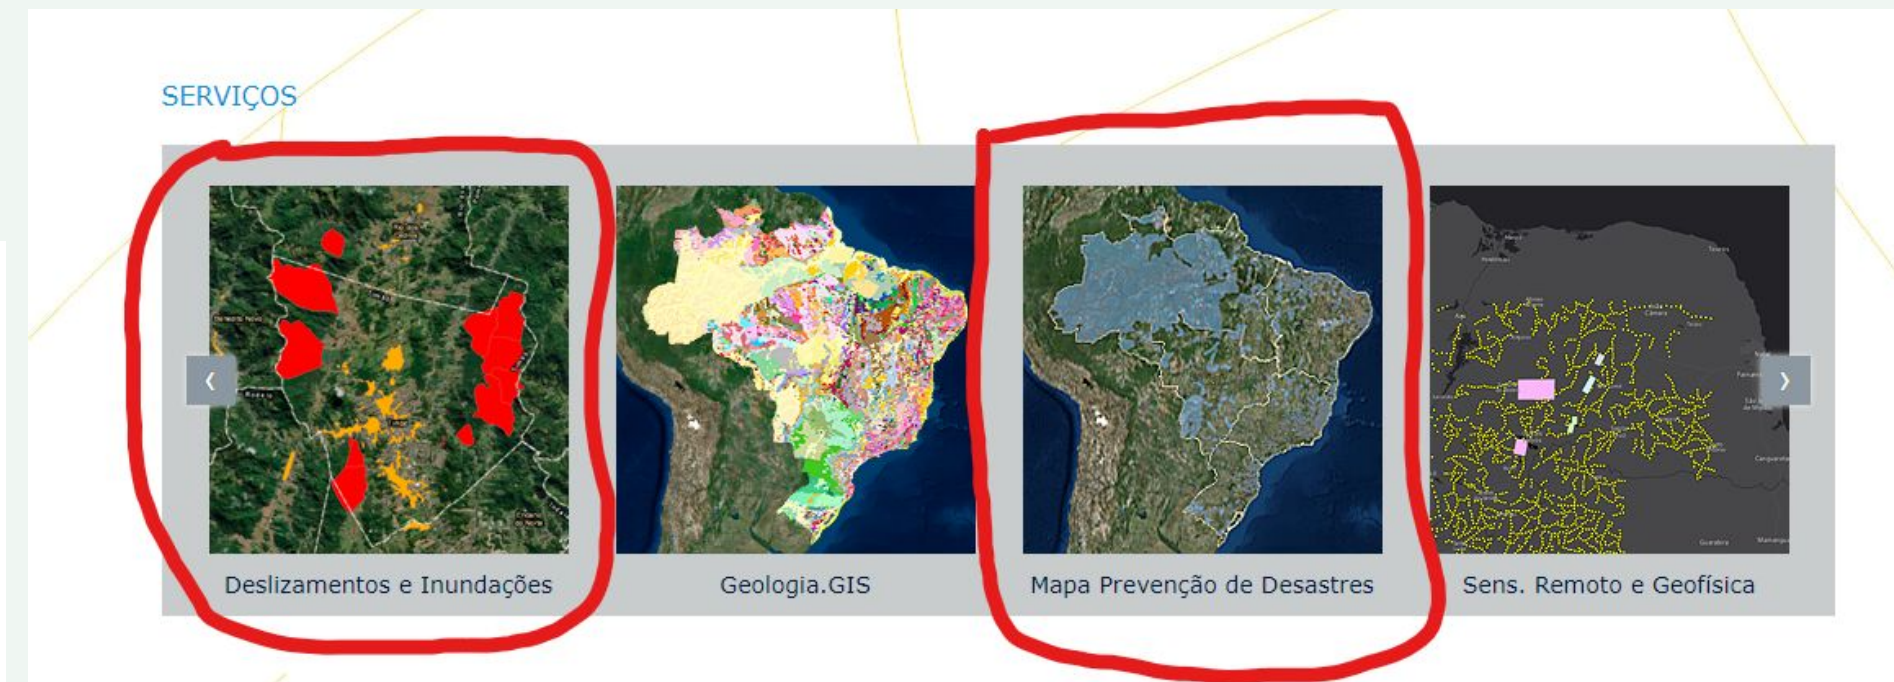 SERVIÇOS
Deslizamentos e Inundações
Geologia.GIS
Mapa Prevenção de Desastres
Sens. Remoto e Geofísica